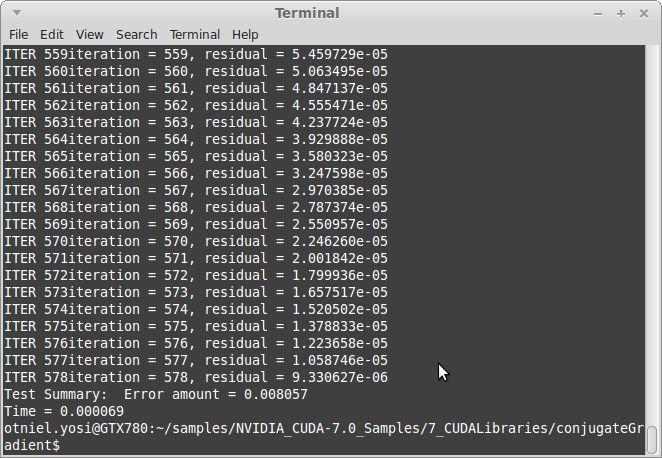 Terminal
File Edit View Search Terminal Help
ITER 559iteration = 559, residual = 5.459729e-05
ITER 560iteration = 560, residual = 5.063495e-05
ITER 561iteration = 561, residual = 4.847137e-05
ITER 562iteration = 562, residual = 4.555471e-05
ITER 563iteration = 563, residual = 4.237724e-05
ITER 564iteration = 564, residual = 3.929888e-05
ITER 565iteration = 565, residual = 3.580323e-05
ITER 566iteration = 566, residual = 3.247598e-05
ITER 567iteration = 567, residual = 2.970385e-05
ITER 568iteration = 568, residual = 2.787374e-05
ITER 569iteration = 569, residual = 2.550957e-05
ITER 570iteration = 570, residual = 2.246260e-05
ITER 571iteration = 571, residual = 2.001842e-05
ITER 572iteration = 572, residual = 1.799936e-05
ITER 573iteration = 573, residual = 1.657517e-05
ITER 574iteration = 574, residual = 1.520502e-05
ITER 575iteration = 575, residual = 1.378833e-05
ITER 576iteration = 576, residual = 1.223658e-05
ITER 577iteration = 577, residual = 1.058746e-05
ITER 578iteration = 578, residual = 9.330627e-06
Test Summary:  Error amount = 0.008057
Time = 0.000069
otniel.yosi@GTX780:~/samples/NVIDIA_CUDA-7.0_Samples/7_CUDALibraries/conjugateGr
adient$